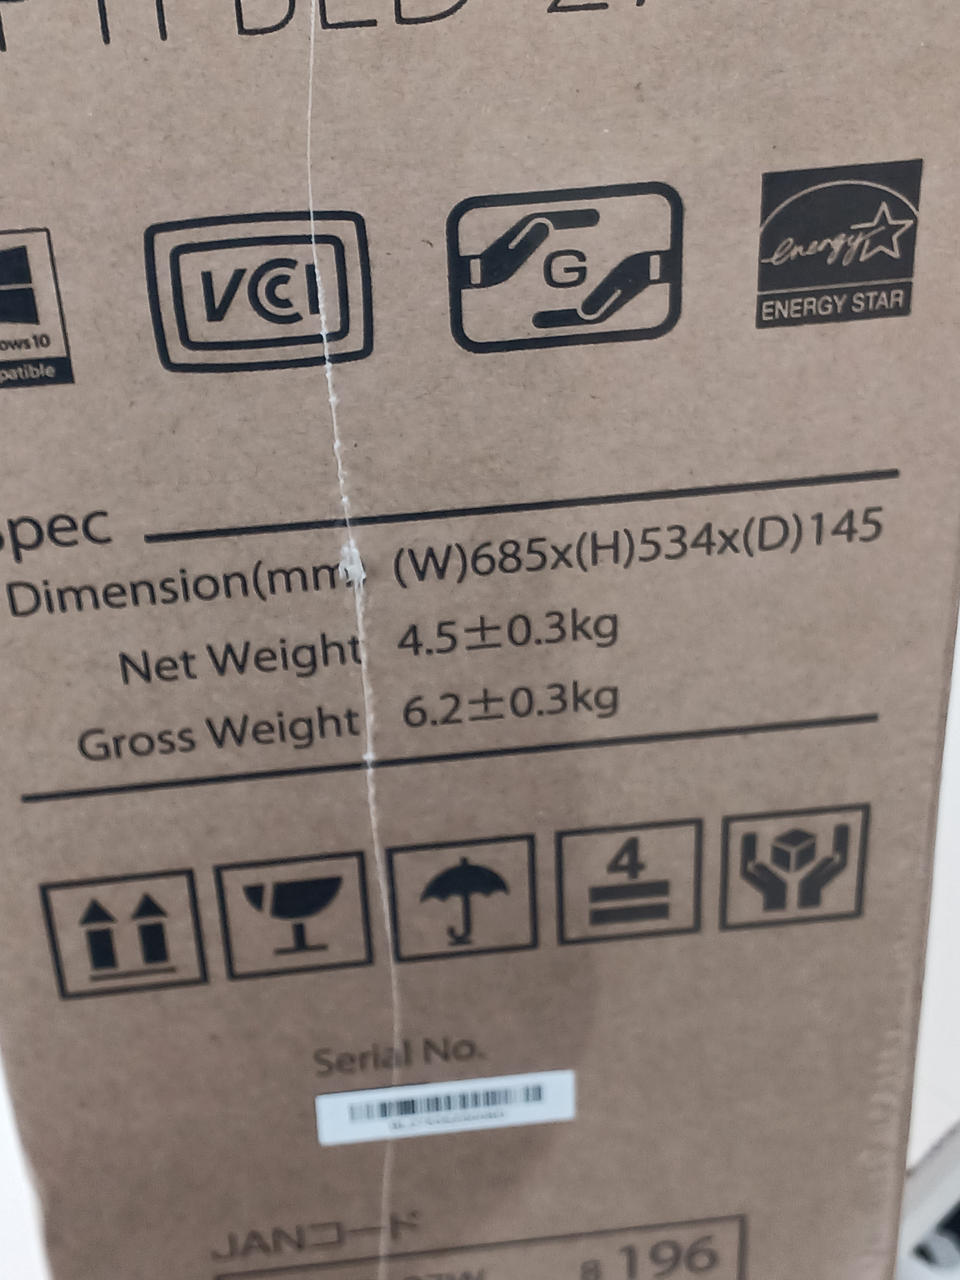 VCCI
G
energy
ENERGY STAR
Dimension(mm) (W)685x(H)534x(D)145
Net Weight 4.5±0.3kg
Gross Weight 6.2±0.3kg
4
Serial No.
JANコード
196